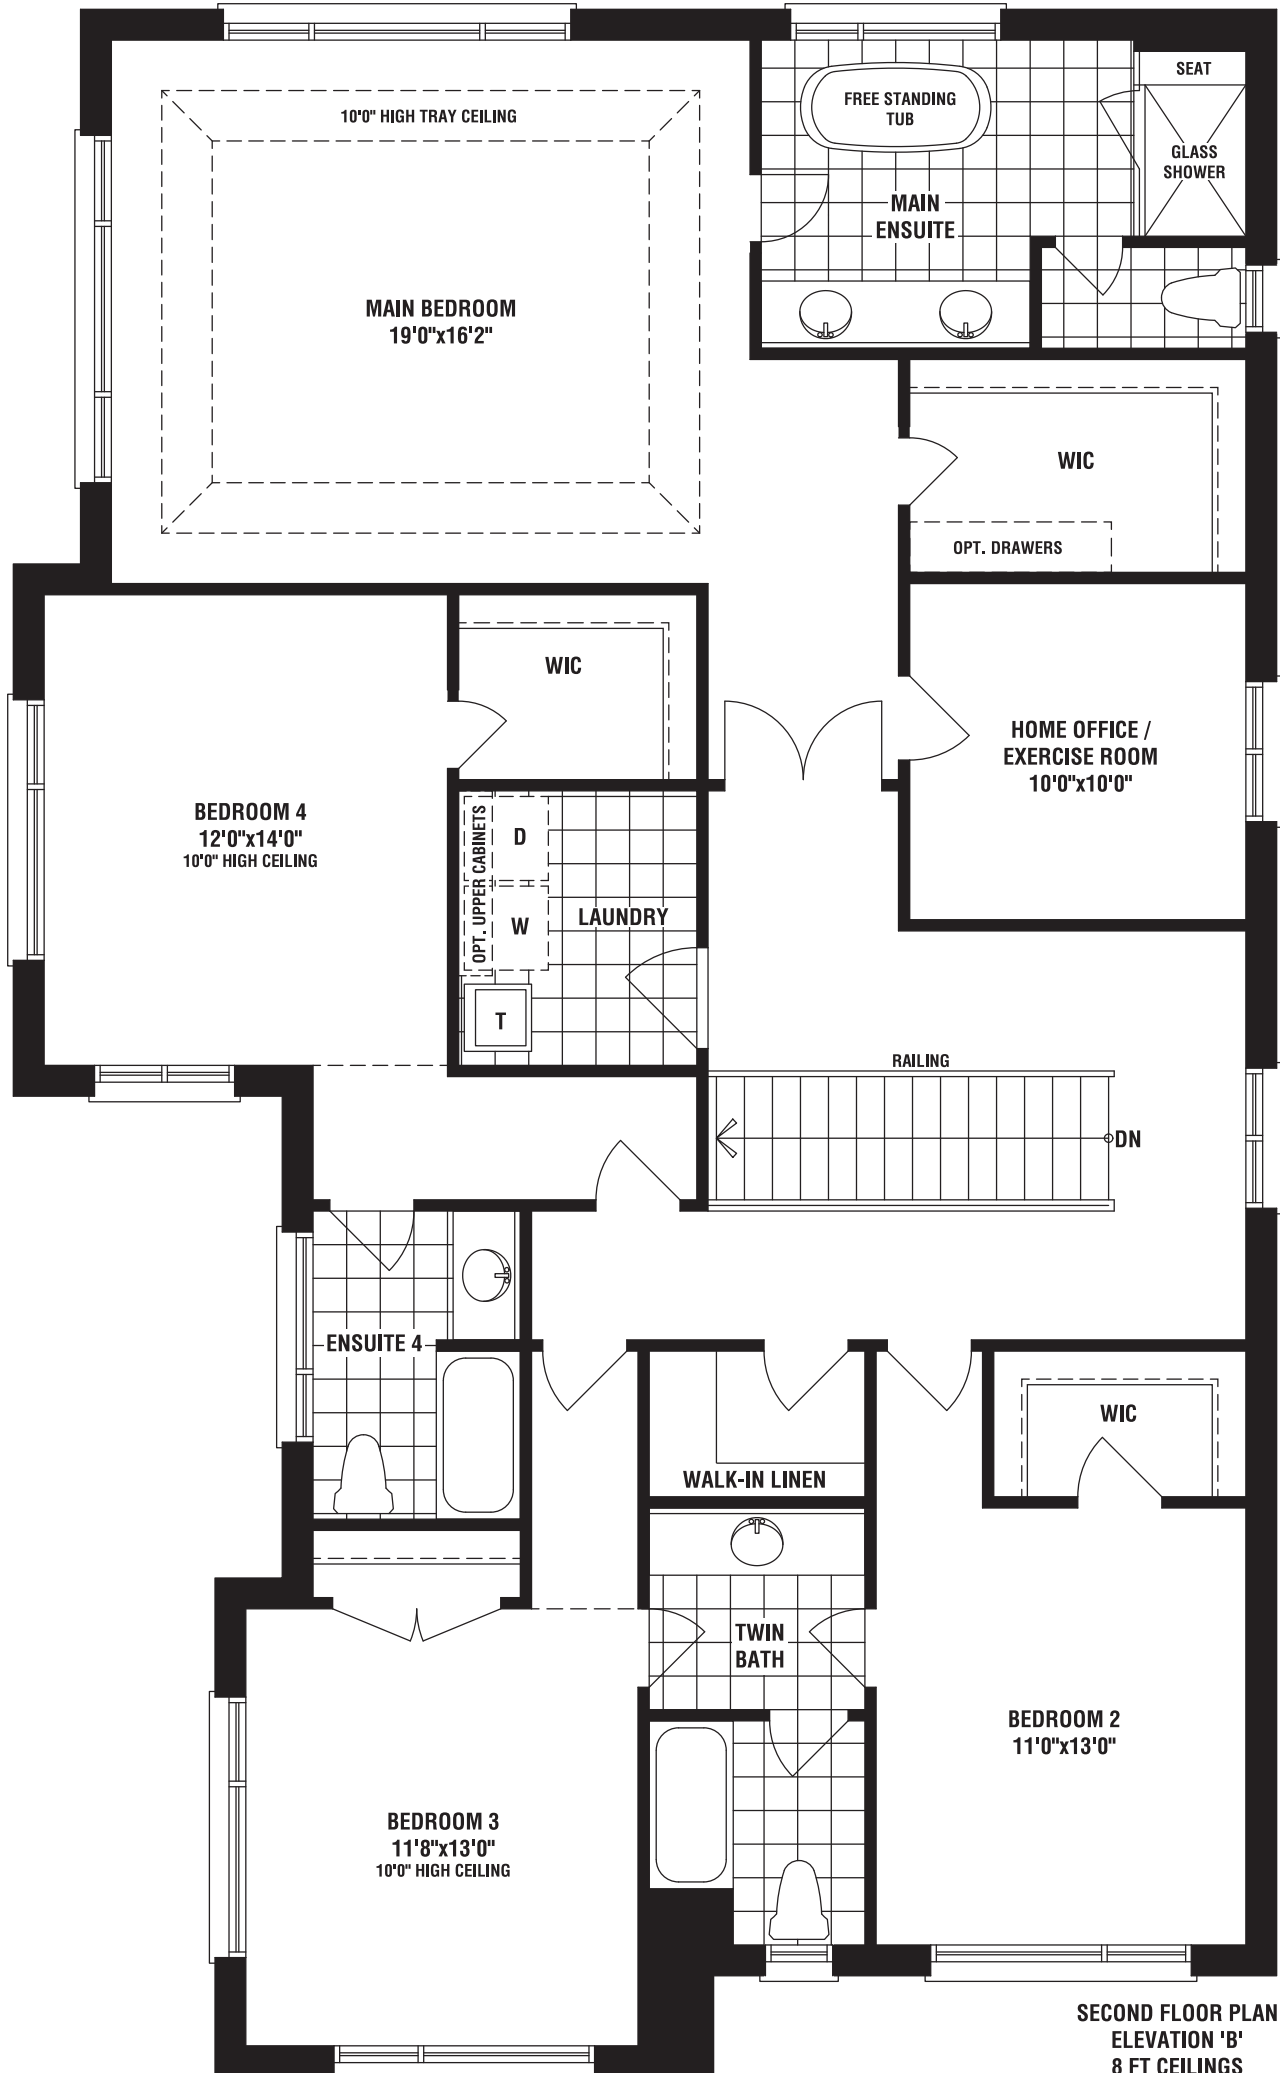 SEAT
FREE STANDING
TUB
10'0" HIGH TRAY CEILING
GLASS
SHOWER
MAIN
ENSUITE
MAIN BEDROOM
19'0"x16'2"
WIC
OPT. DRAWERS
WIC
HOME OFFICE /
EXERCISE ROOM
10'0"x10'0"
BEDROOM 4
12'0"x14'0"
10'0" HIGH CEILING
OPT. UPPER CABINETS
D
W
LAUNDRY
T
RAILING
DN
ENSUITE 4
WIC
WALK-IN LINEN
TWIN
BATH
BEDROOM 2
11'0"x13'0"
BEDROOM 3
11'8"x13'0"
10'0" HIGH CEILING
SECOND FLOOR PLAN
ELEVATION 'B'
8 FT CEILINGS